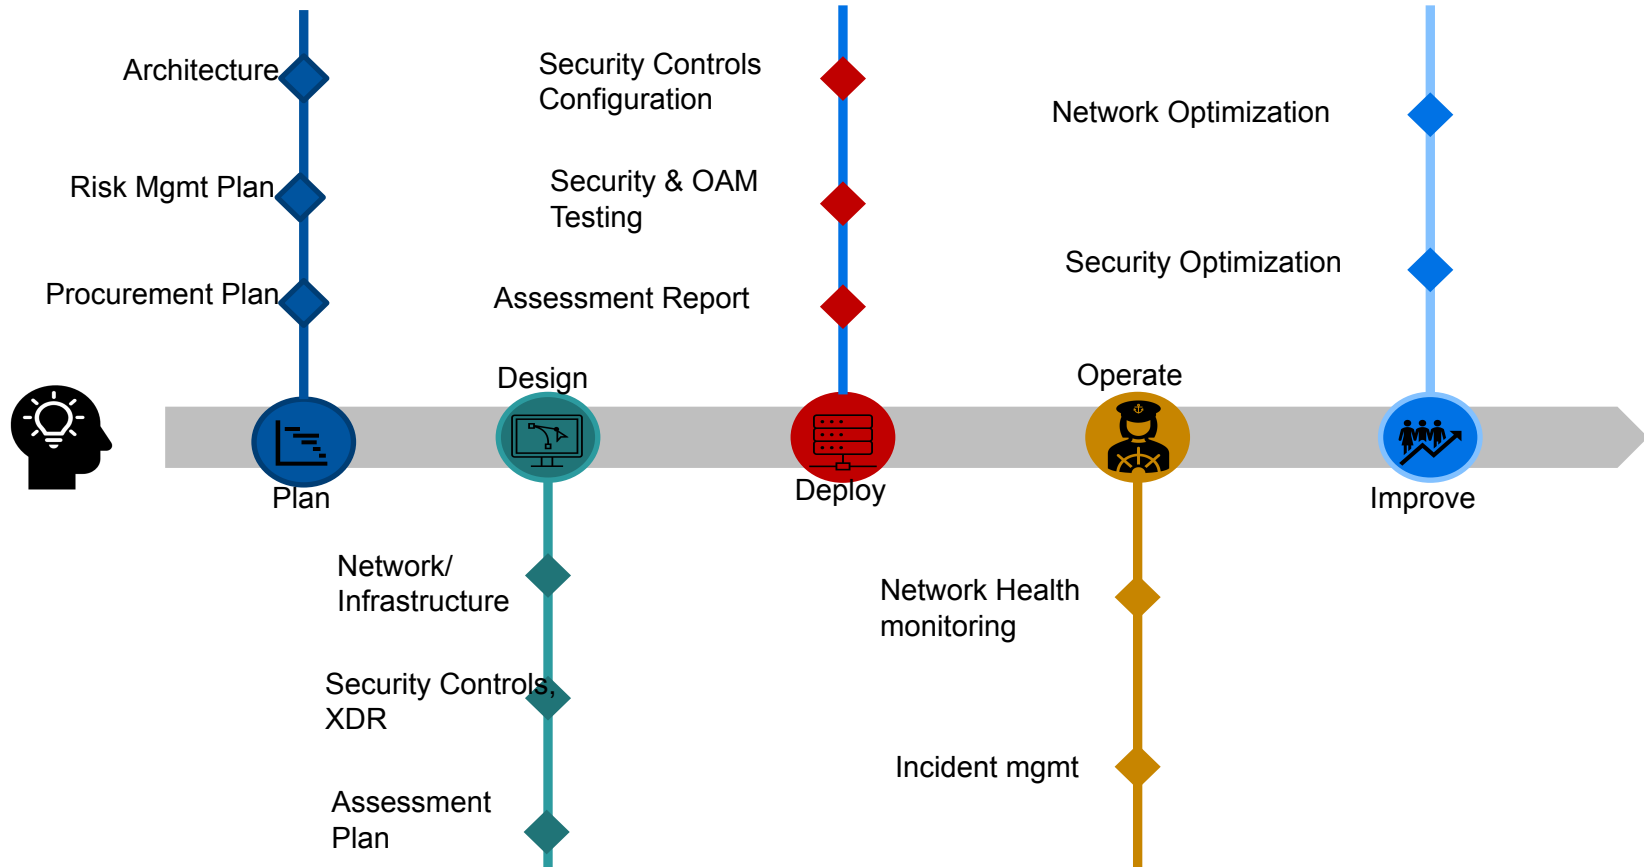 Architecture
Risk Mgmt Plan
Procurement Plan
Plan
Design
Network/
Infrastructure
Security Controls,
XDR
Assessment
Plan
Security Controls
Configuration
Security & OAM
Testing
Assessment Report
Deploy
Operate
Network Health
monitoring
Incident mgmt
Network Optimization
Security Optimization
Improve